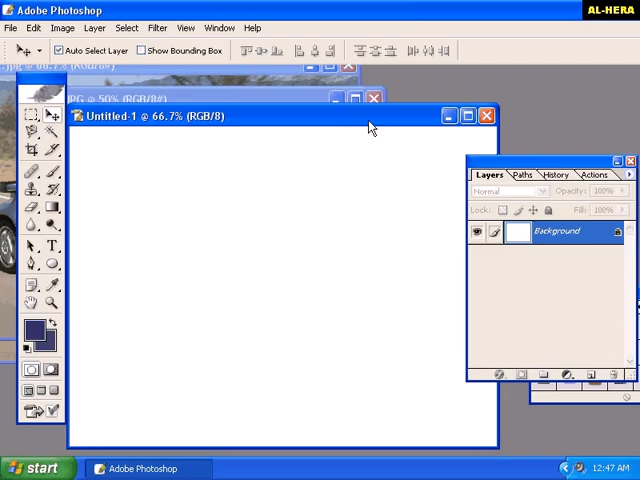 Adobe Photoshop
AL-HERA
File Edit Image Layer Select Filter View Window Help
Auto Select Layer Show Bounding Box
.jpg @ 66.7% (RGB/8#)
JPG @ 50% (RGB/8#)
Untitled-1 @ 66.7% (RGB/8)
Layers Paths History Actions
Normal Opacity: 100%
Lock: Fill: 100%
Background
start Adobe Photoshop 12:47 AM